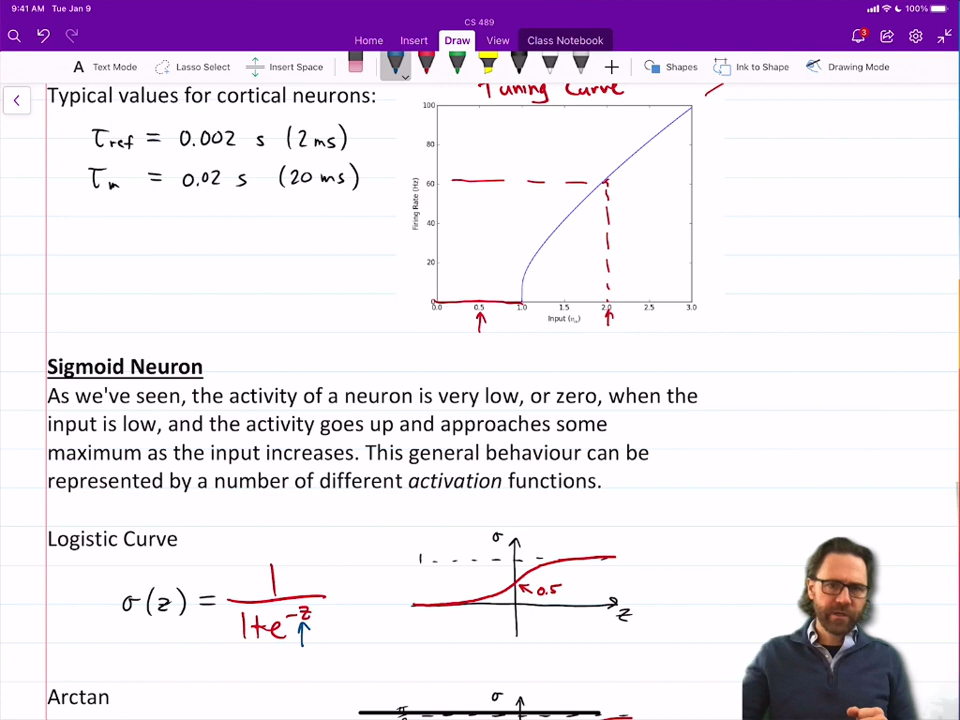 9:41 AM Tue Jan 9
100%
CS 489
Home Insert Draw View Class Notebook
3
A Text Mode Lasso Select Insert Space Shapes Ink to Shape Drawing Mode
Typical values for cortical neurons:
Tuning Curve
τref = 0.002 s (2 ms)
τm = 0.02 s (20 ms)
100
80
60
40
20
0
Firing Rate (Hz)
0.0 0.5 1.0 1.5 2.0 2.5 3.0
Input (vin)
Sigmoid Neuron
As we've seen, the activity of a neuron is very low, or zero, when the
input is low, and the activity goes up and approaches some
maximum as the input increases. This general behaviour can be
represented by a number of different activation functions.
Logistic Curve
σ(z) = 1 / 1+e^-z
σ
1
0.5
z
Arctan
σ
π